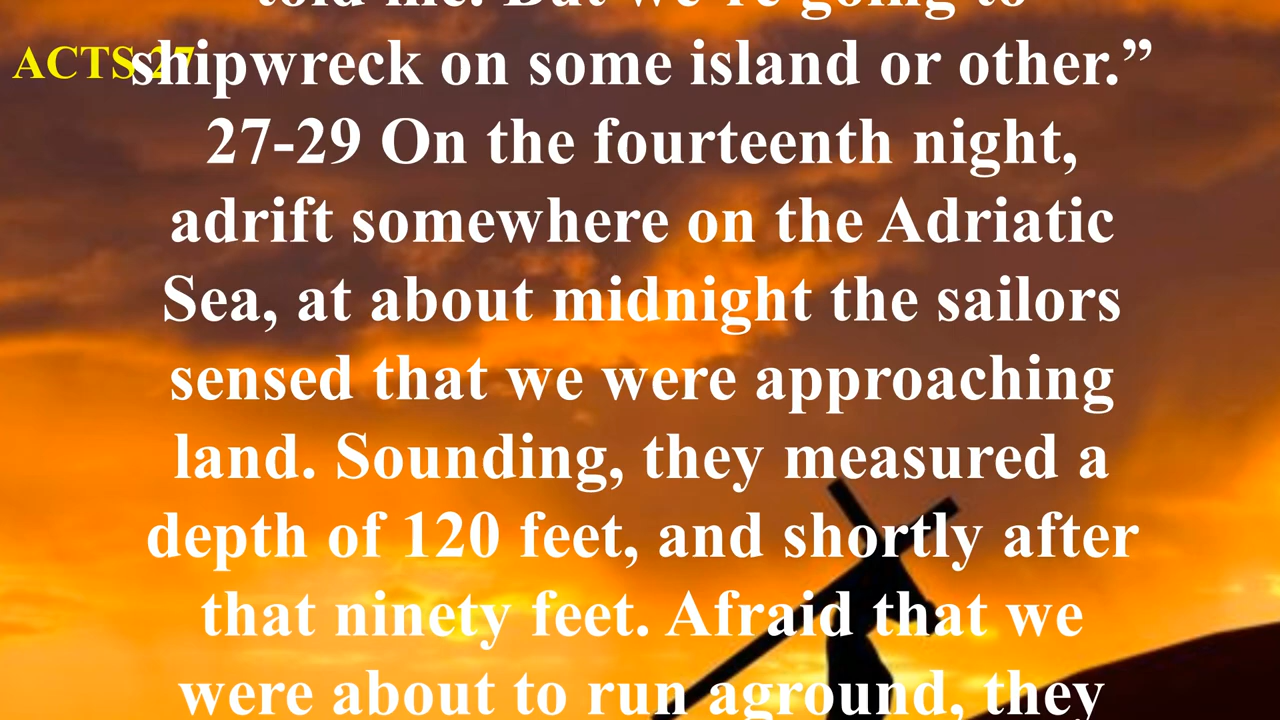 told me. But we're going to
ACTS 27
shipwreck on some island or other.”
27-29 On the fourteenth night,
adrift somewhere on the Adriatic
Sea, at about midnight the sailors
sensed that we were approaching
land. Sounding, they measured a
depth of 120 feet, and shortly after
that ninety feet. Afraid that we
were about to run aground, they